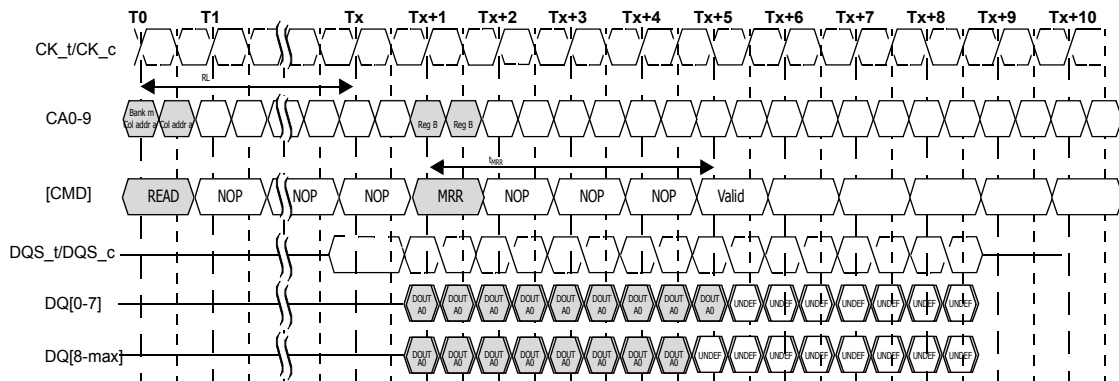 T0 T1 Tx Tx+1 Tx+2 Tx+3 Tx+4 Tx+5 Tx+6 Tx+7 Tx+8 Tx+9 Tx+10
CK_t/CK_c
RL
CA0-9
Bank m Col addr a
Col addr a
Reg B
Reg B
tMRR
[CMD] READ NOP NOP NOP MRR NOP NOP NOP Valid
DQS_t/DQS_c
DQ[0-7]
DOUT A0
DOUT A0
DOUT A0
DOUT A0
DOUT A0
DOUT A0
DOUT A0
DOUT A0
DOUT A0
UNDEF UNDEF UNDEF UNDEF UNDEF UNDEF UNDEF
DQ[8-max]
DOUT A0
DOUT A0
DOUT A0
DOUT A0
DOUT A0
DOUT A0
DOUT A0
DOUT A0
UNDEF UNDEF UNDEF UNDEF UNDEF UNDEF UNDEF UNDEF